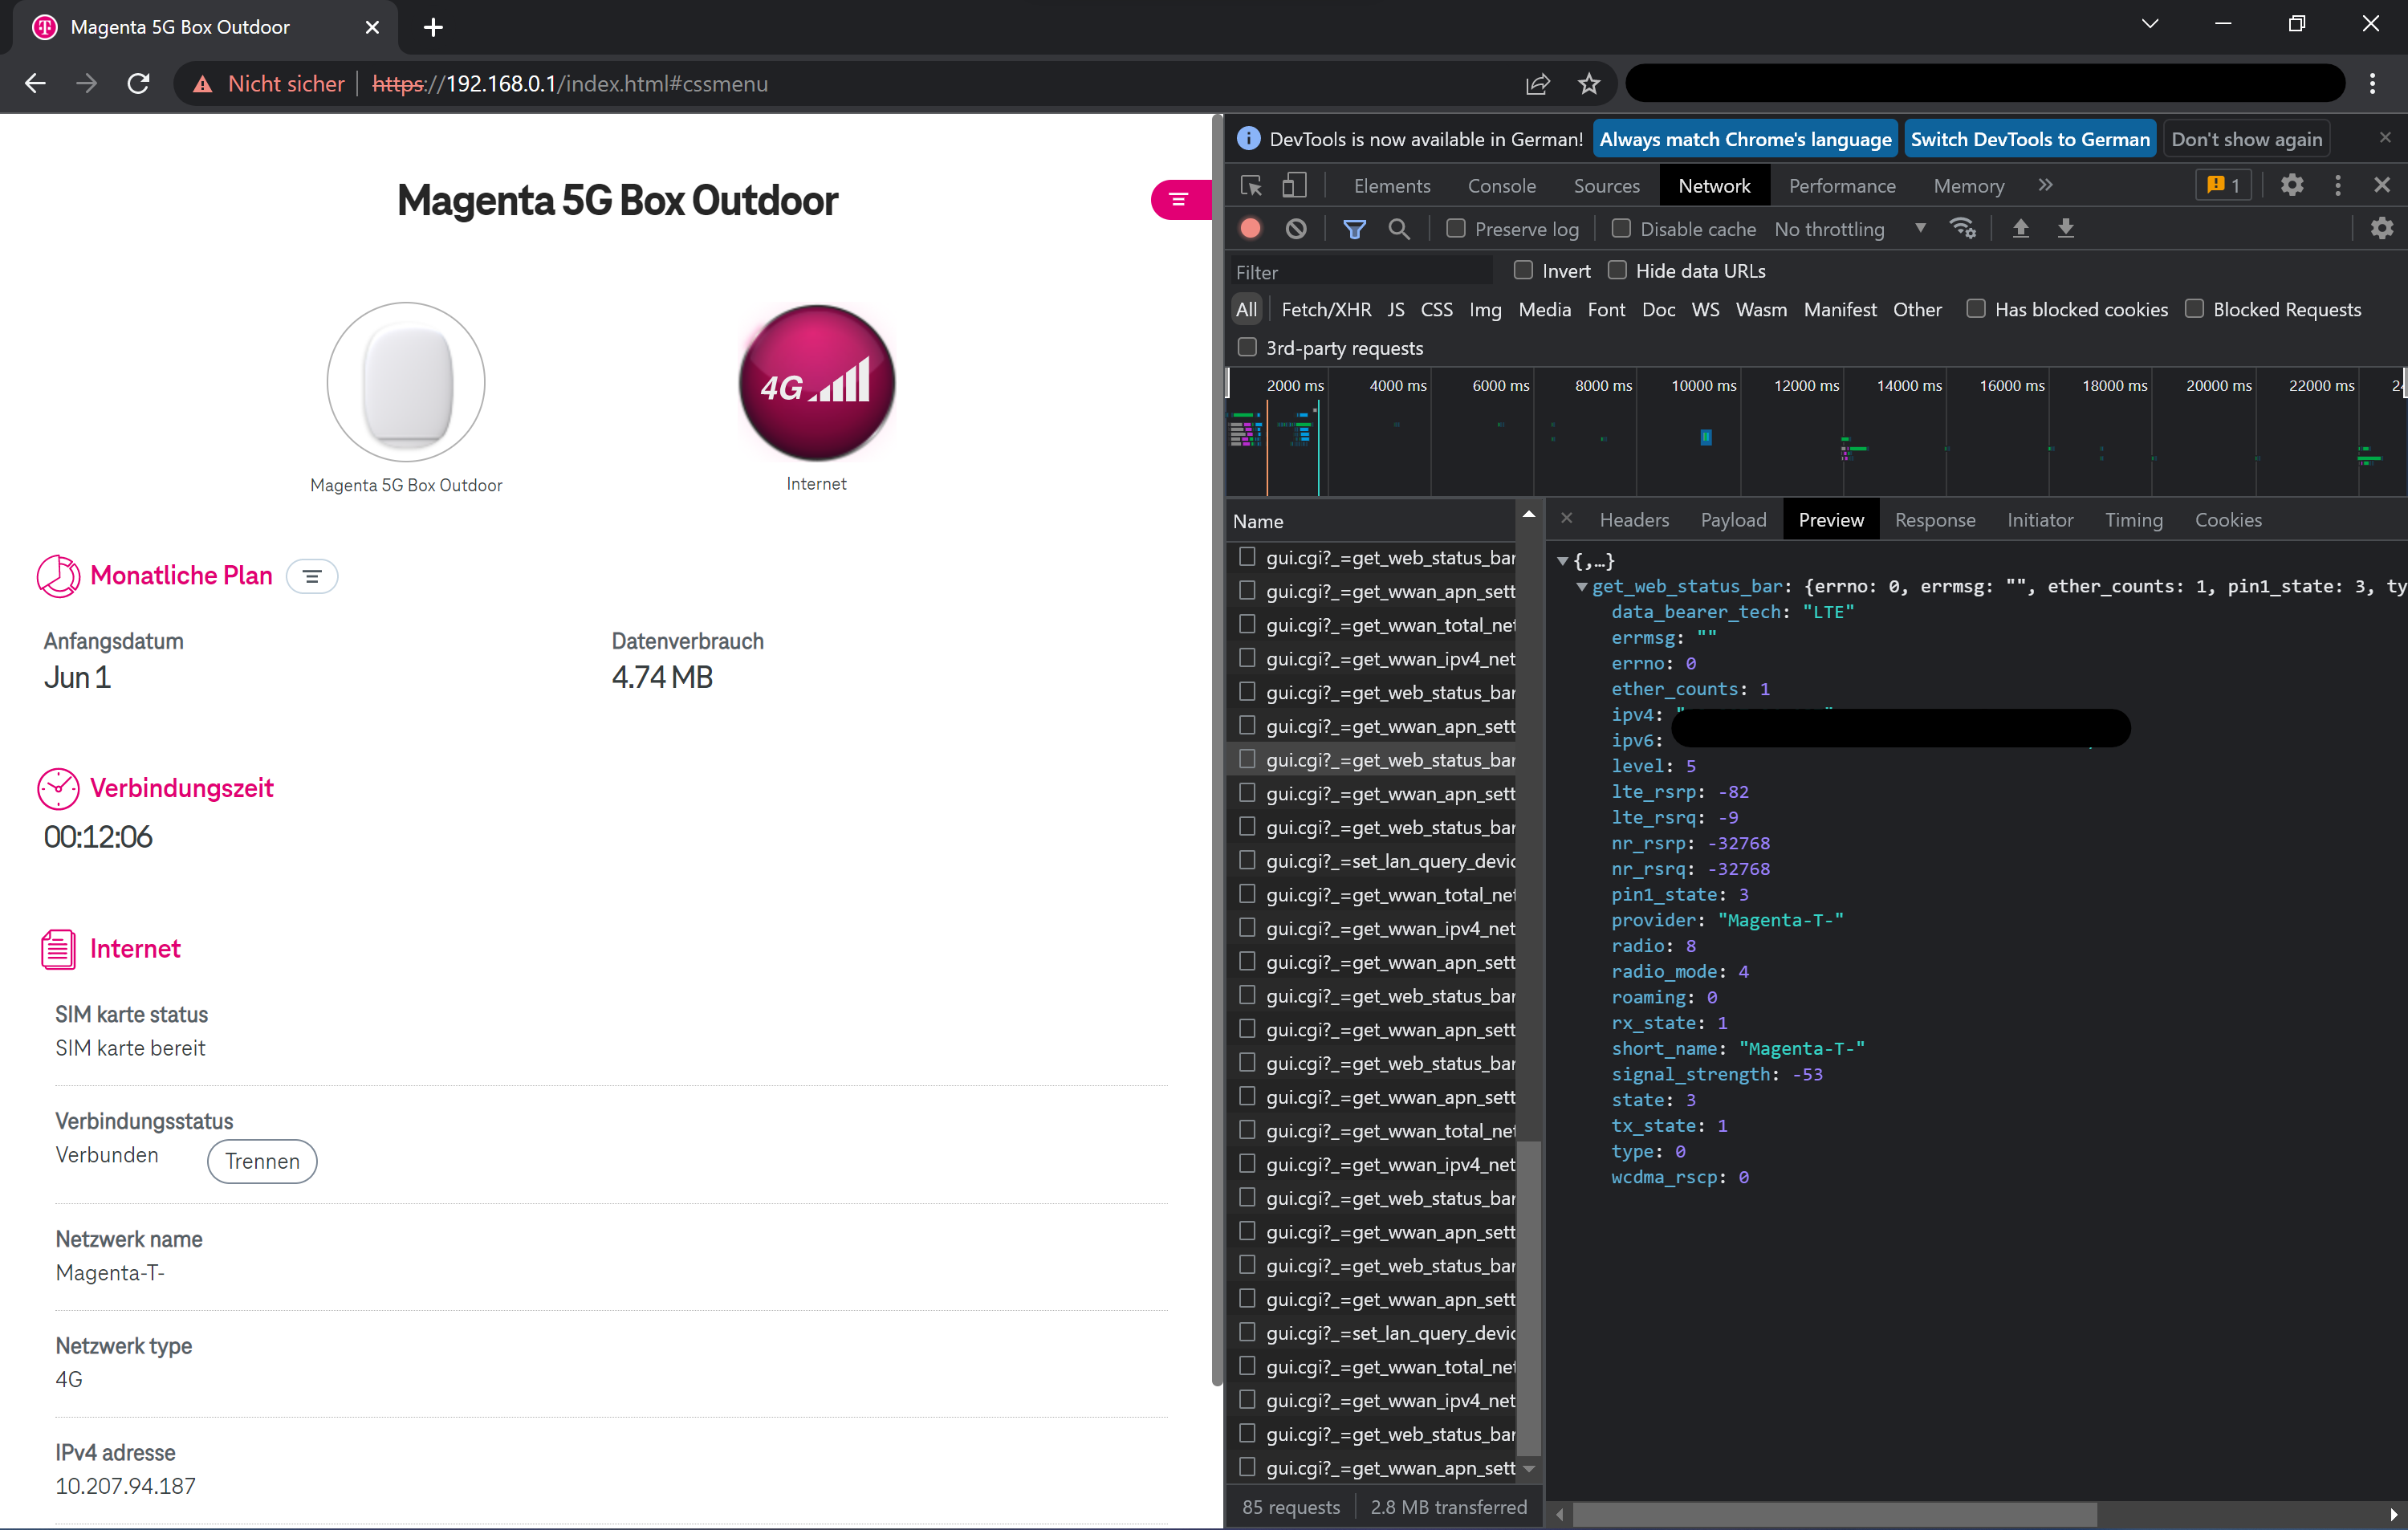 Magenta 5G Box Outdoor
Nicht sicher https://192.168.0.1/index.html#cssmenu
Magenta 5G Box Outdoor
4G
Magenta 5G Box Outdoor
Internet
Monatliche Plan
Anfangsdatum
Datenverbrauch
Jun 1
4.74 MB
Verbindungszeit
00:12:06
Internet
SIM karte status
SIM karte bereit
Verbindungsstatus
Verbunden
Trennen
Netzwerk name
Magenta-T-
Netzwerk type
4G
IPv4 adresse
10.207.94.187
DevTools is now available in German! Always match Chrome's language Switch DevTools to German Don't show again
Elements Console Sources Network Performance Memory 1
Preserve log Disable cache No throttling
Filter Invert Hide data URLs
All Fetch/XHR JS CSS Img Media Font Doc WS Wasm Manifest Other Has blocked cookies Blocked Requests
3rd-party requests
2000 ms 4000 ms 6000 ms 8000 ms 10000 ms 12000 ms 14000 ms 16000 ms 18000 ms 20000 ms 22000 ms
Name
gui.cgi?_=get_web_status_bar
gui.cgi?_=get_wwan_apn_sett
gui.cgi?_=get_wwan_total_net
gui.cgi?_=get_wwan_ipv4_net
gui.cgi?_=get_web_status_bar
gui.cgi?_=get_wwan_apn_sett
gui.cgi?_=get_web_status_bar
gui.cgi?_=get_wwan_apn_sett
gui.cgi?_=get_web_status_bar
gui.cgi?_=set_lan_query_devic
gui.cgi?_=get_wwan_total_net
gui.cgi?_=get_wwan_ipv4_net
gui.cgi?_=get_wwan_apn_sett
gui.cgi?_=get_web_status_bar
gui.cgi?_=get_wwan_apn_sett
gui.cgi?_=get_web_status_bar
gui.cgi?_=get_wwan_apn_sett
gui.cgi?_=get_wwan_total_net
gui.cgi?_=get_wwan_ipv4_net
gui.cgi?_=get_web_status_bar
gui.cgi?_=get_wwan_apn_sett
gui.cgi?_=get_web_status_bar
gui.cgi?_=get_wwan_apn_sett
gui.cgi?_=set_lan_query_devic
gui.cgi?_=get_wwan_total_net
gui.cgi?_=get_wwan_ipv4_net
gui.cgi?_=get_web_status_bar
gui.cgi?_=get_wwan_apn_sett
85 requests 2.8 MB transferred
Headers Payload Preview Response Initiator Timing Cookies
{,…}
get_web_status_bar: {errno: 0, errmsg: "", ether_counts: 1, pin1_state: 3, ty
data_bearer_tech: "LTE"
errmsg: ""
errno: 0
ether_counts: 1
ipv4:
ipv6:
level: 5
lte_rsrp: -82
lte_rsrq: -9
nr_rsrp: -32768
nr_rsrq: -32768
pin1_state: 3
provider: "Magenta-T-"
radio: 8
radio_mode: 4
roaming: 0
rx_state: 1
short_name: "Magenta-T-"
signal_strength: -53
state: 3
tx_state: 1
type: 0
wcdma_rscp: 0